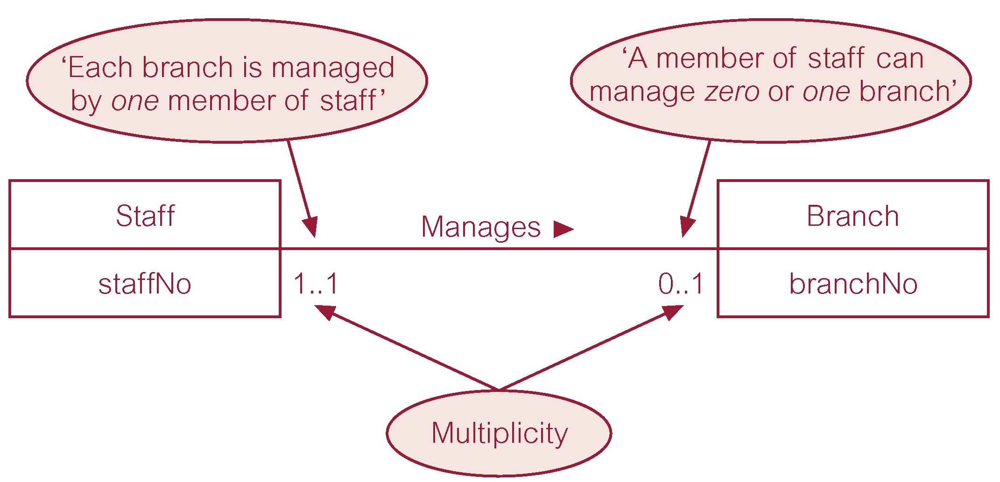 ‘Each branch is managed
by one member of staff’
‘A member of staff can
manage zero or one branch’
Staff
Manages ►
Branch
staffNo
1..1
0..1
branchNo
Multiplicity